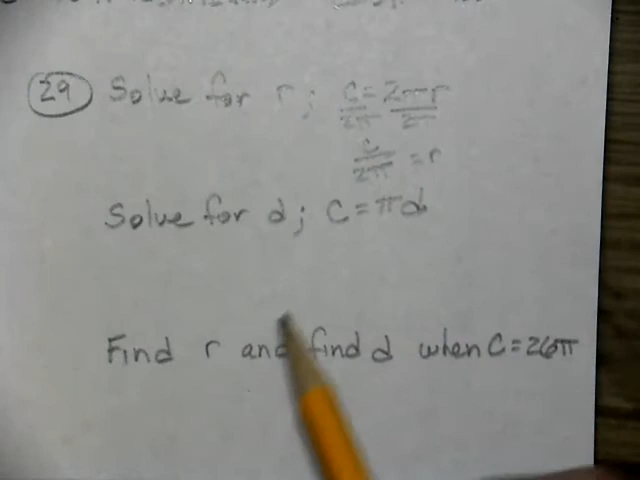 29 Solve for r; C = 2πr
2π 2π
C/2π = r
Solve for d; C = πd
Find r and find d when C = 26π